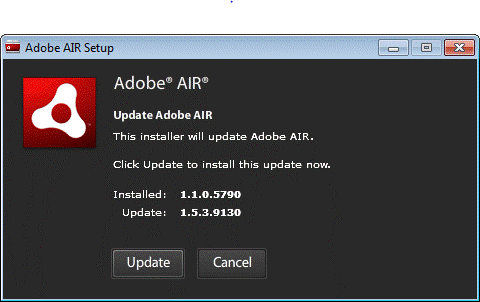 .
Adobe AIR Setup
Adobe® AIR®
Update Adobe AIR
This installer will update Adobe AIR.
Click Update to install this update now.
Installed: 1.1.0.5790
Update: 1.5.3.9130
Update Cancel